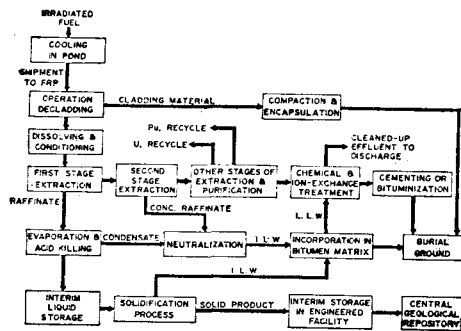 IRRADIATED
FUEL
COOLING
IN POND
SHIPMENT
TO FRP
OPERATION
DECLADDING
CLADDING MATERIAL
COMPACTION &
ENCAPSULATION
DISSOLVING &
CONDITIONING
Pu, RECYCLE
U, RECYCLE
CLEANED-UP
EFFLUENT TO
DISCHARGE
FIRST STAGE
EXTRACTION
SECOND
STAGE
EXTRACTION
OTHER STAGES OF
EXTRACTION &
PURIFICATION
CHEMICAL &
ION-EXCHANGE
TREATMENT
CEMENTING OR
BITUMINIZATION
RAFFINATE
CONC. RAFFINATE
L.L.W
EVAPORATION &
ACID KILLING
CONDENSATE
NEUTRALIZATION
I.L.W
INCORPORATION IN
BITUMEN MATRIX
BURIAL
GROUND
I.L.W
INTERIM
LIQUID
STORAGE
SOLIDIFICATION
PROCESS
SOLID PRODUCT
INTERIM STORAGE
IN ENGINEERED
FACILITY
CENTRAL
GEOLOGICAL
REPOSITORY